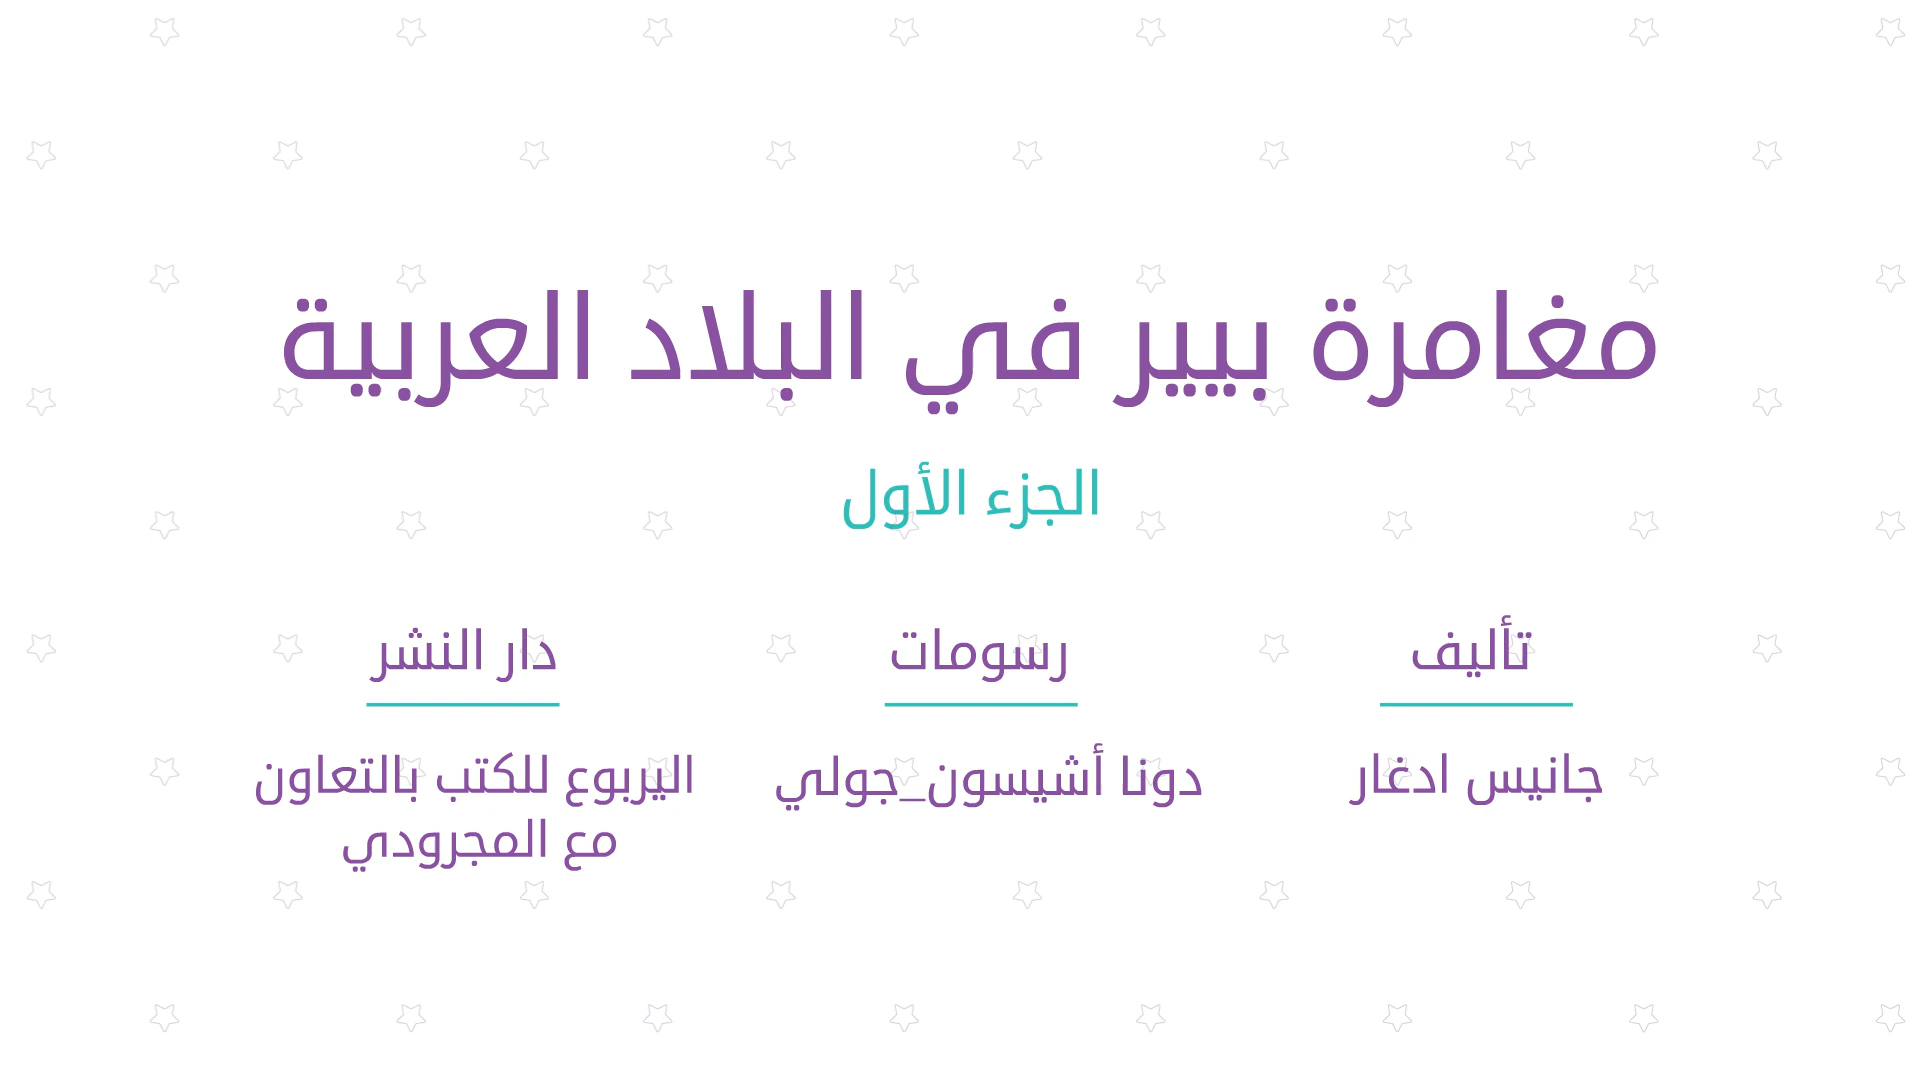 مغامرة بيير في البلاد العربية
الجزء الأول
تأليف
جانيس ادغار
رسومات
دونا أشيسون_جولي
دار النشر
اليربوع للكتب بالتعاون
مع المجرودي